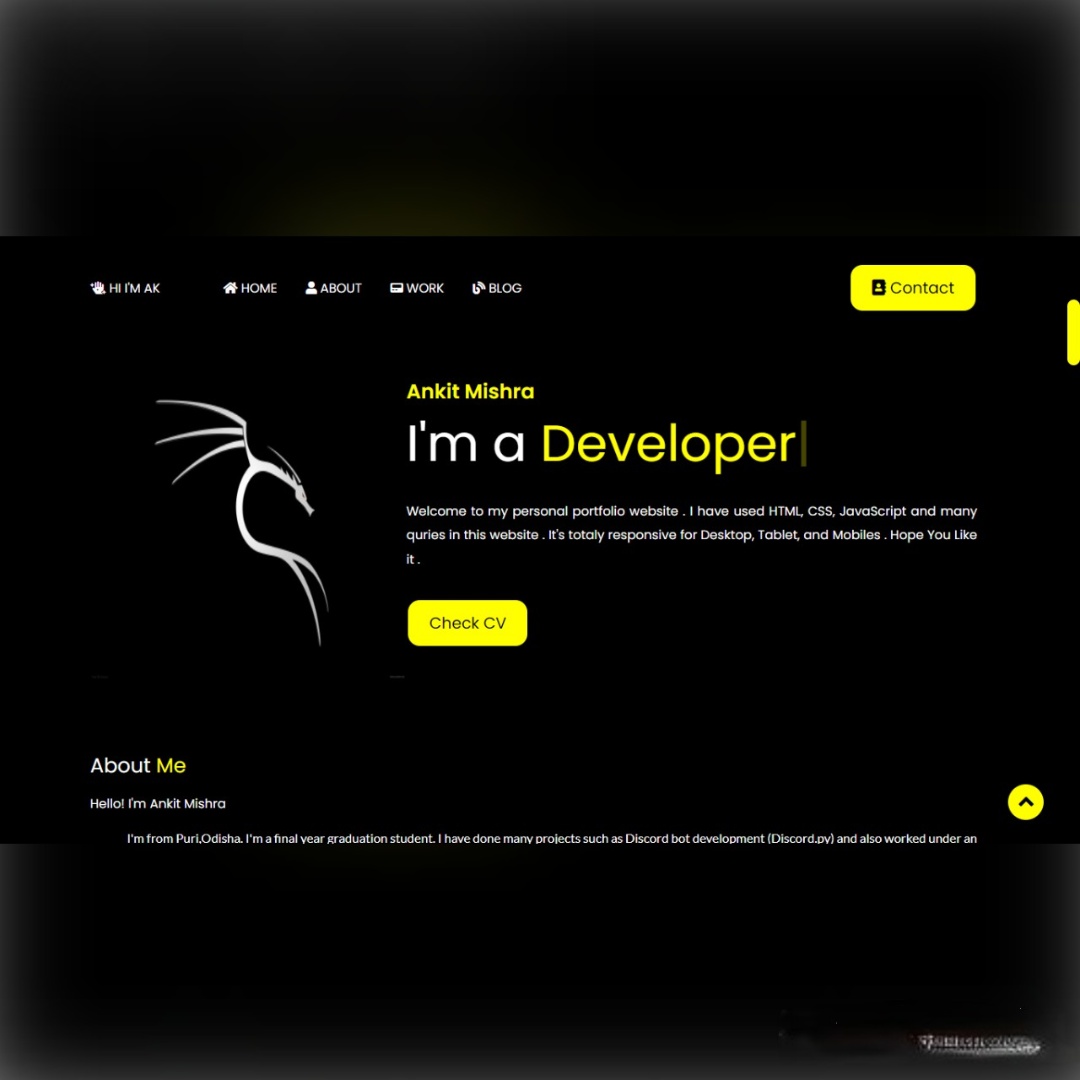 HI I'M AK HOME ABOUT WORK BLOG Contact
Ankit Mishra
I'm a Developer
Welcome to my personal portfolio website . I have used HTML, CSS, JavaScript and many
quries in this website . It's totaly responsive for Desktop, Tablet, and Mobiles . Hope You Like
it .
Check CV
About Me
Hello! I'm Ankit Mishra
I'm from Puri,Odisha. I'm a final year graduation student. I have done many projects such as Discord bot development (Discord.py) and also worked under an